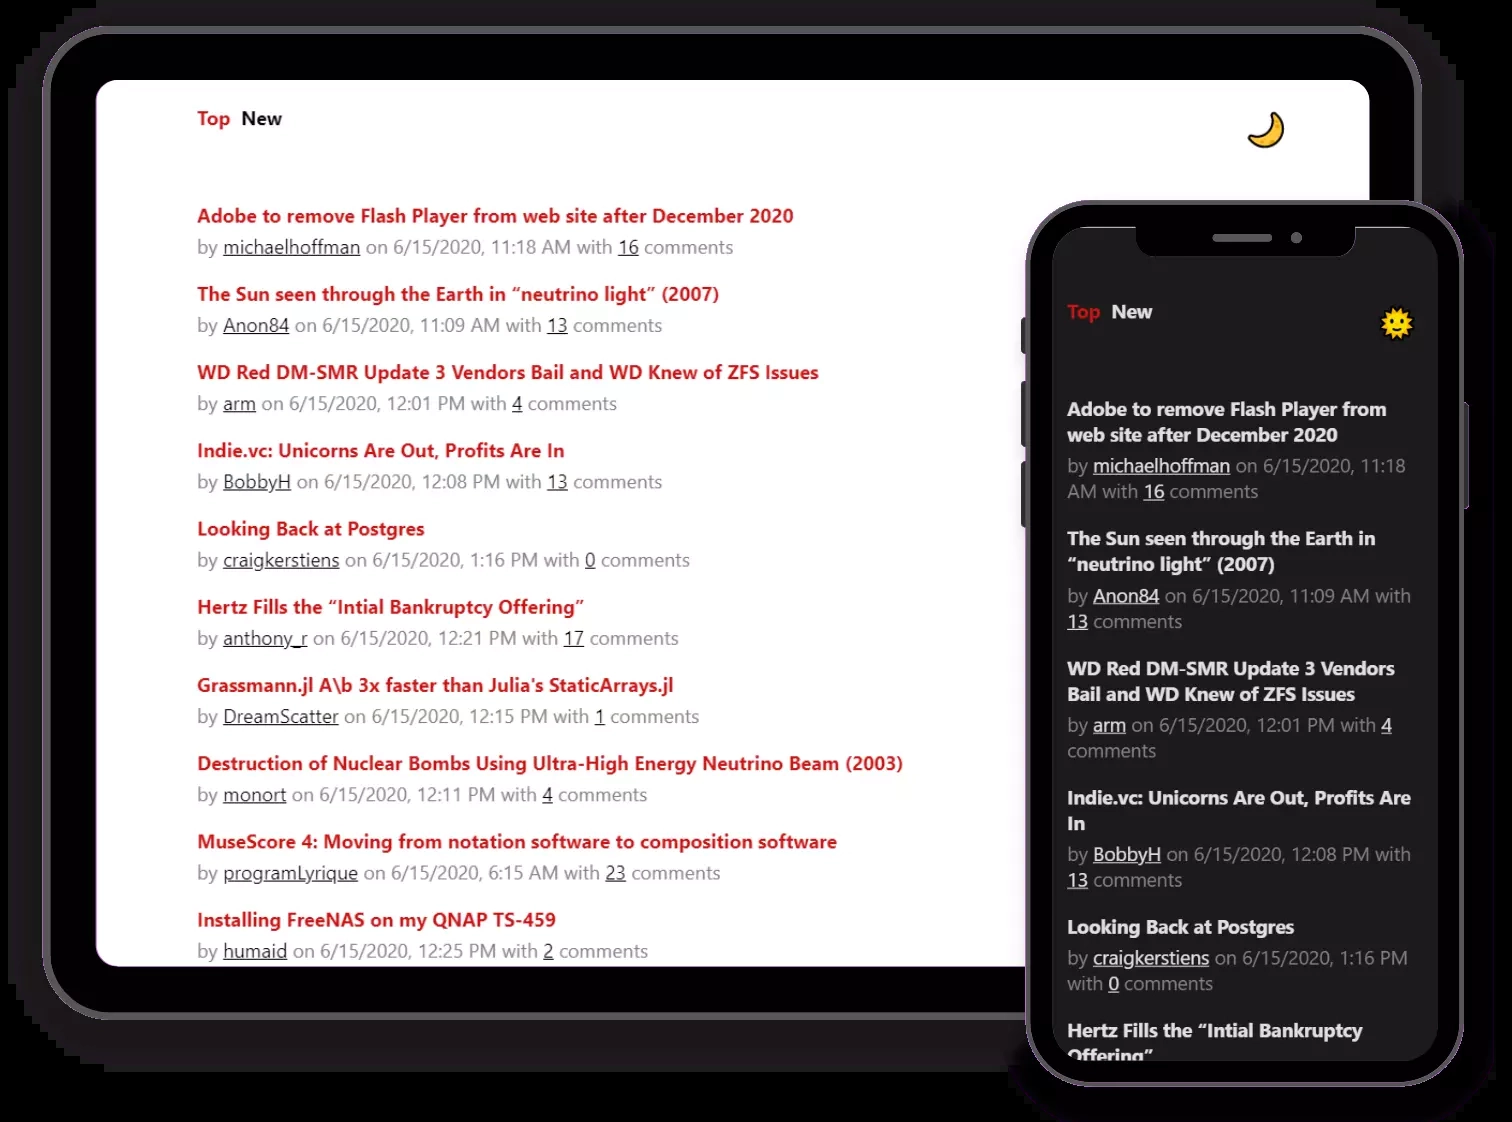 Top New
Adobe to remove Flash Player from web site after December 2020
by michaelhoffman on 6/15/2020, 11:18 AM with 16 comments
The Sun seen through the Earth in “neutrino light” (2007)
by Anon84 on 6/15/2020, 11:09 AM with 13 comments
WD Red DM-SMR Update 3 Vendors Bail and WD Knew of ZFS Issues
by arm on 6/15/2020, 12:01 PM with 4 comments
Indie.vc: Unicorns Are Out, Profits Are In
by BobbyH on 6/15/2020, 12:08 PM with 13 comments
Looking Back at Postgres
by craigkerstiens on 6/15/2020, 1:16 PM with 0 comments
Hertz Fills the “Intial Bankruptcy Offering”
by anthony_r on 6/15/2020, 12:21 PM with 17 comments
Grassmann.jl A\b 3x faster than Julia's StaticArrays.jl
by DreamScatter on 6/15/2020, 12:15 PM with 1 comments
Destruction of Nuclear Bombs Using Ultra-High Energy Neutrino Beam (2003)
by monort on 6/15/2020, 12:11 PM with 4 comments
MuseScore 4: Moving from notation software to composition software
by programLyrique on 6/15/2020, 6:15 AM with 23 comments
Installing FreeNAS on my QNAP TS-459
by humaid on 6/15/2020, 12:25 PM with 2 comments
Top New
Adobe to remove Flash Player from
web site after December 2020
by michaelhoffman on 6/15/2020, 11:18
AM with 16 comments
The Sun seen through the Earth in
“neutrino light” (2007)
by Anon84 on 6/15/2020, 11:09 AM with
13 comments
WD Red DM-SMR Update 3 Vendors
Bail and WD Knew of ZFS Issues
by arm on 6/15/2020, 12:01 PM with 4
comments
Indie.vc: Unicorns Are Out, Profits Are
In
by BobbyH on 6/15/2020, 12:08 PM with
13 comments
Looking Back at Postgres
by craigkerstiens on 6/15/2020, 1:16 PM
with 0 comments
Hertz Fills the “Intial Bankruptcy
Offering”